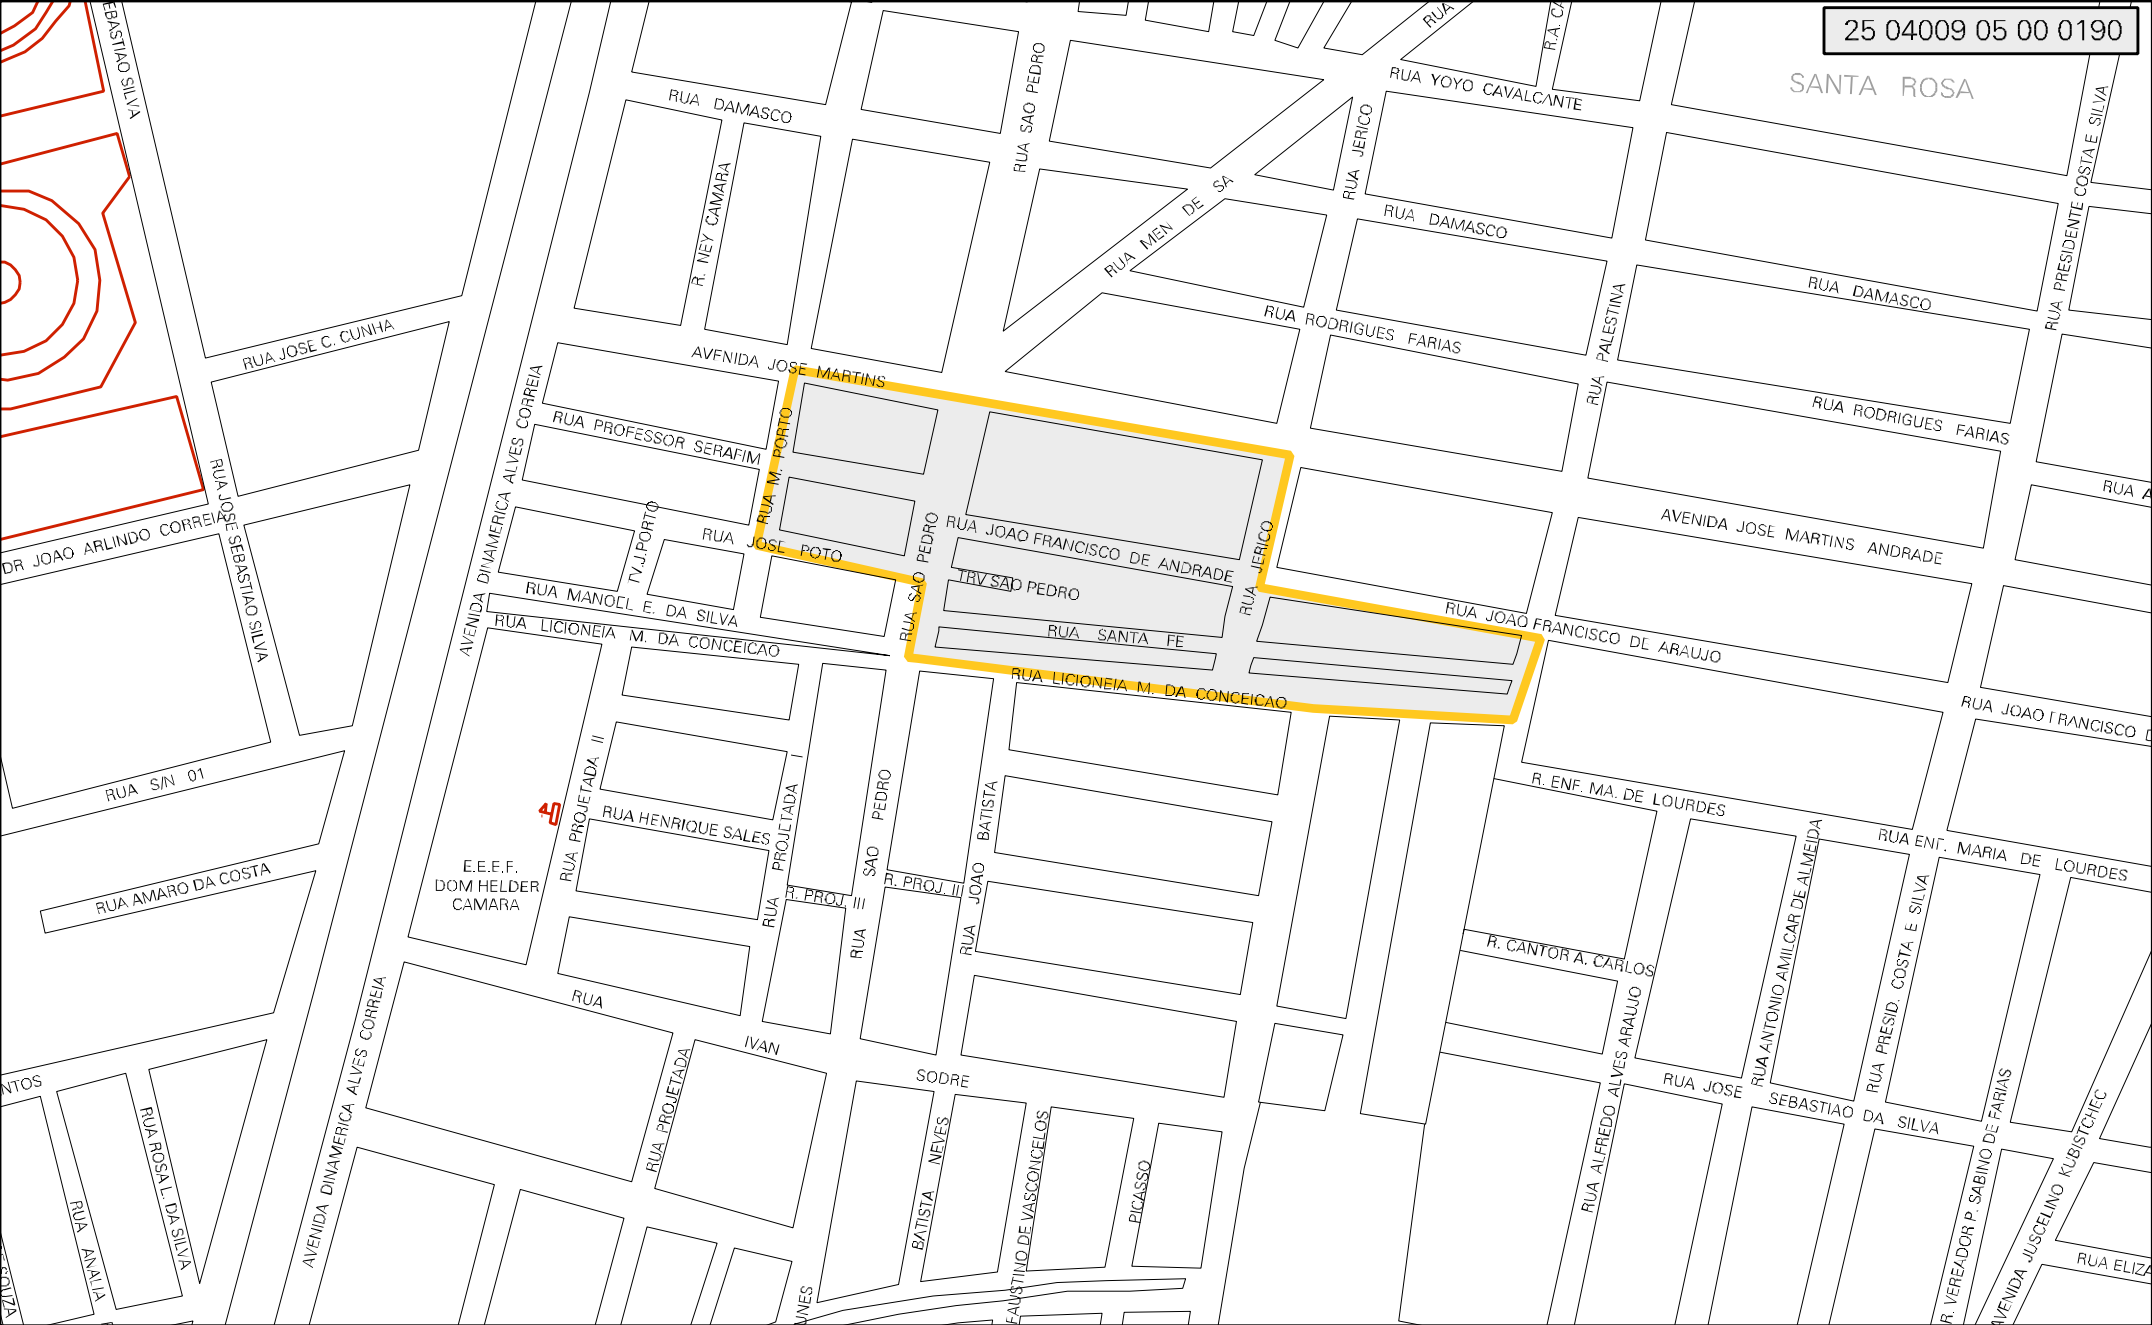 25 04009 05 00 0190
SANTA ROSA
EBASTIAO SILVA
RUA SAO PEDRO
RUA
R.A. CA
RUA YOYO CAVALCANTE
RUA DAMASCO
RUA JERICO
RUA PRESIDENTE COSTA E SILVA
R. NEY CAMARA
RUA MEN DE SA
RUA DAMASCO
RUA DAMASCO
RUA JOSE C. CUNHA
RUA RODRIGUES FARIAS
RUA PALESTINA
AVENIDA JOSE MARTINS
RUA RODRIGUES FARIAS
AVENIDA DINAMERICA ALVES CORREIA
RUA PROFESSOR SERAFIM
RUA M. PORTO
RUA A
RUA JOSE SEBASTIAO SILVA
DR JOAO ARLINDO CORREIA
TV.J.PORTO
RUA JOSE POTO
RUA SAO PEDRO
RUA JOAO FRANCISCO DE ANDRADE
RUA JERICO
AVENIDA JOSE MARTINS ANDRADE
TRV SAO PEDRO
RUA MANOEL E. DA SILVA
RUA LICIONEIA M. DA CONCEICAO
RUA SANTA FE
RUA JOAO FRANCISCO DE ARAUJO
RUA LICIONEIA M. DA CONCEICAO
RUA JOAO FRANCISCO D
RUA S/N 01
RUA PROJETADA II
RUA PROJETADA I
RUA SAO PEDRO
RUA JOAO BATISTA
R. ENF. MA. DE LOURDES
RUA HENRIQUE SALES
RUA ENF. MARIA DE LOURDES
E.E.E.F.
DOM HELDER
CAMARA
RUA AMARO DA COSTA
R. PROJ. III
R. PROJ. II
R. CANTOR A. CARLOS
RUA ANTONIO AMILCAR DE ALMEIDA
RUA PRESID. COSTA E SILVA
AVENIDA DINAMERICA ALVES CORREIA
RUA IVAN SODRE
RUA ALFREDO ALVES ARAUJO
NTOS
RUA PROJETADA
RUA JOSE SEBASTIAO DA SILVA
RUA ROSA L. DA SILVA
RUA ANALIA
BATISTA NEVES
FAUSTINO DE VASCONCELOS
PICASSO
R. VEREADOR P. SABINO DE FARIAS
AVENIDA JUSCELINO KUBISTCHEC
RUA ELIZA
SOUZA
UNES